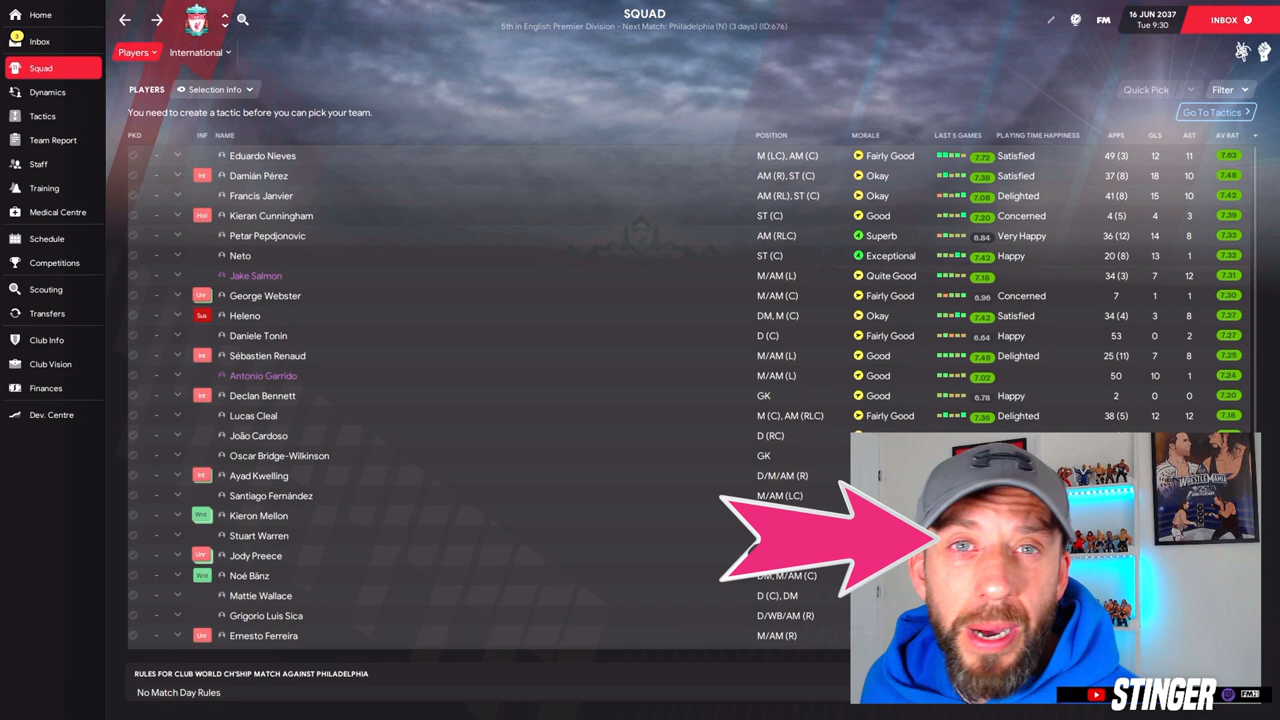 Home
Inbox
3
Squad
Dynamics
Tactics
Team Report
Staff
Training
Medical Centre
Schedule
Competitions
Scouting
Transfers
Club Info
Club Vision
Finances
Dev. Centre
SQUAD
5th in English Premier Division - Next Match: Philadelphia (N) (3 days) (ID:676)
FM
16 JUN 2037
Tue 9:30
INBOX
Players International
PLAYERS Selection Info Quick Pick Filter
You need to create a tactic before you can pick your team. Go To Tactics
PKD INF NAME POSITION MORALE LAST 5 GAMES PLAYING TIME HAPPINESS APPS GLS AST AV RAT
- Eduardo Nieves M (LC), AM (C) Fairly Good 7.72 Satisfied 49 (3) 12 11 7.63
- Int Damián Pérez AM (R), ST (C) Okay 7.38 Satisfied 37 (8) 18 10 7.48
- Francis Janvier AM (RL), ST (C) Okay 7.08 Delighted 41 (8) 15 10 7.42
- Hol Kieran Cunningham ST (C) Good 7.20 Concerned 4 (5) 4 3 7.39
- Petar Pepdjonovic AM (RLC) Superb 6.84 Very Happy 36 (12) 14 8 7.33
- Neto ST (C) Exceptional 7.42 Happy 20 (8) 13 1 7.32
- Jake Salmon M/AM (L) Quite Good 7.18 34 (3) 7 12 7.31
- Unr George Webster M/AM (C) Fairly Good 6.96 Concerned 7 1 1 7.30
- Sus Heleno DM, M (C) Okay 7.42 Satisfied 34 (4) 3 8 7.27
- Daniele Tonin D (C) Fairly Good 6.64 Happy 53 0 2 7.27
- Int Sébastien Renaud M/AM (L) Good 7.46 Delighted 25 (11) 7 8 7.25
- Antonio Garrido M/AM (L) Good 7.02 50 10 1 7.24
- Int Declan Bennett GK Good 6.78 Happy 2 0 0 7.20
- Lucas Cleal M (C), AM (RLC) Fairly Good 7.36 Delighted 38 (5) 12 12 7.18
- João Cardoso D (RC)
- Oscar Bridge-Wilkinson GK
- Int Ayad Kwelling D/M/AM (R)
- Santiago Fernández M/AM (LC)
- Wnt Kieron Mellon
- Stuart Warren
- Unr Jody Preece
- Wnt Noé Bänz DM, M/AM (C)
- Mattie Wallace D (C), DM
- Grigorio Luis Sica D/WB/AM (R)
- Unr Ernesto Ferreira M/AM (R)
RULES FOR CLUB WORLD CH'SHIP MATCH AGAINST PHILADELPHIA
No Match Day Rules
WRESTLEMANIA
STINGER